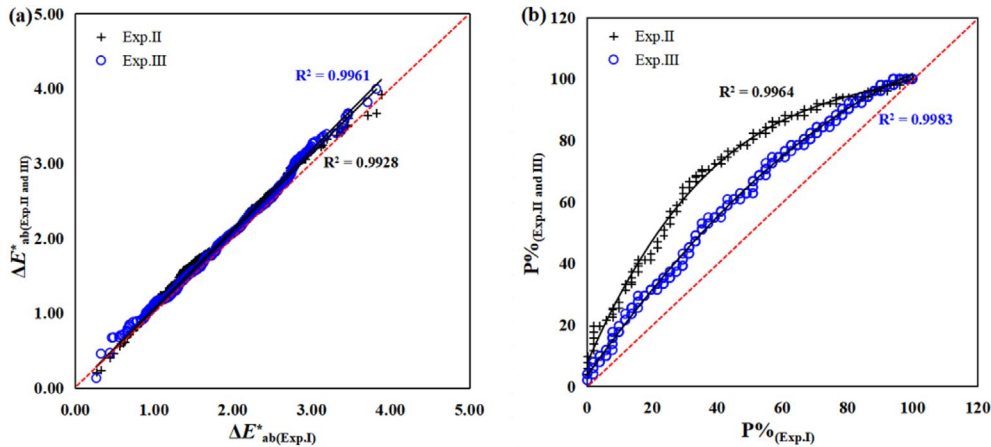 (a)
5.00
4.00
3.00
2.00
1.00
0.00
ΔE*ab(Exp.II and III)
+ Exp.II
○ Exp.III
R² = 0.9961
R² = 0.9928
0.00 1.00 2.00 3.00 4.00 5.00
ΔE*ab(Exp.I)
(b)
120
100
80
60
40
20
0
P%(Exp.II and III)
+ Exp.II
○ Exp.III
R² = 0.9964
R² = 0.9983
0 20 40 60 80 100 120
P%(Exp.I)